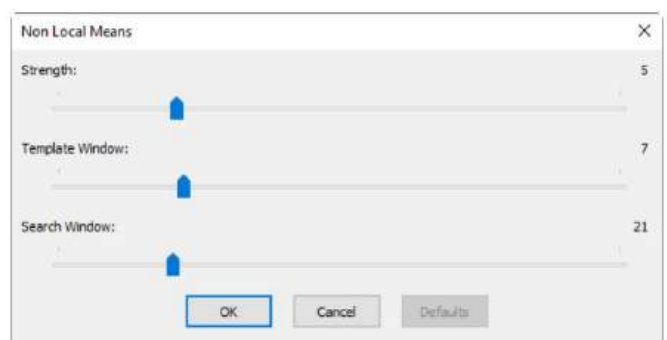 Non Local Means
Strength: 5
Template Window: 7
Search Window: 21
OK Cancel Defaults